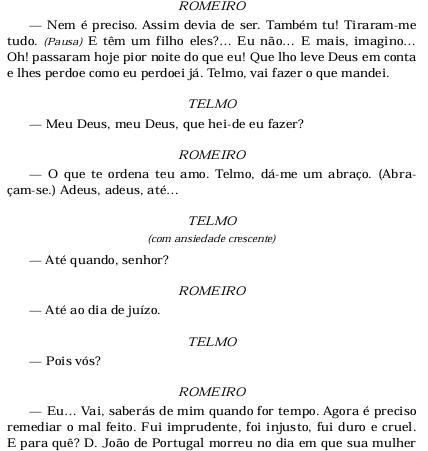 ROMEIRO
— Nem é preciso. Assim devia de ser. Também tu! Tiraram-me
tudo. (Pausa) E têm um filho eles?... Eu não... E mais, imagino...
Oh! passaram hoje pior noite do que eu! Que lho leve Deus em conta
e lhes perdoe como eu perdoei já. Telmo, vai fazer o que mandei.
TELMO
— Meu Deus, meu Deus, que hei-de eu fazer?
ROMEIRO
— O que te ordena teu amo. Telmo, dá-me um abraço. (Abra-
çam-se.) Adeus, adeus, até...
TELMO
(com ansiedade crescente)
— Até quando, senhor?
ROMEIRO
— Até ao dia de juízo.
TELMO
— Pois vós?
ROMEIRO
— Eu... Vai, saberás de mim quando for tempo. Agora é preciso
remediar o mal feito. Fui imprudente, foi injusto, fui duro e cruel.
E para quê? D. João de Portugal morreu no dia em que sua mulher